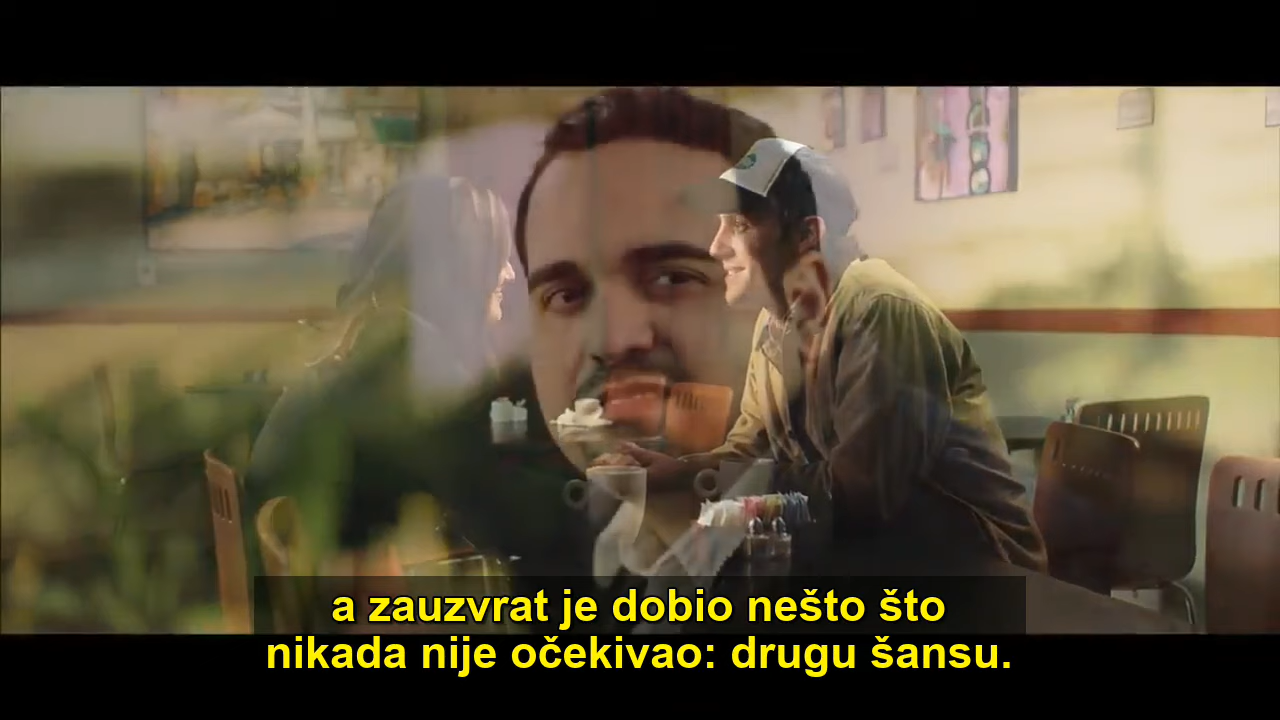 a zauzvrat je dobio nešto što
nikada nije očekivao: drugu šansu.